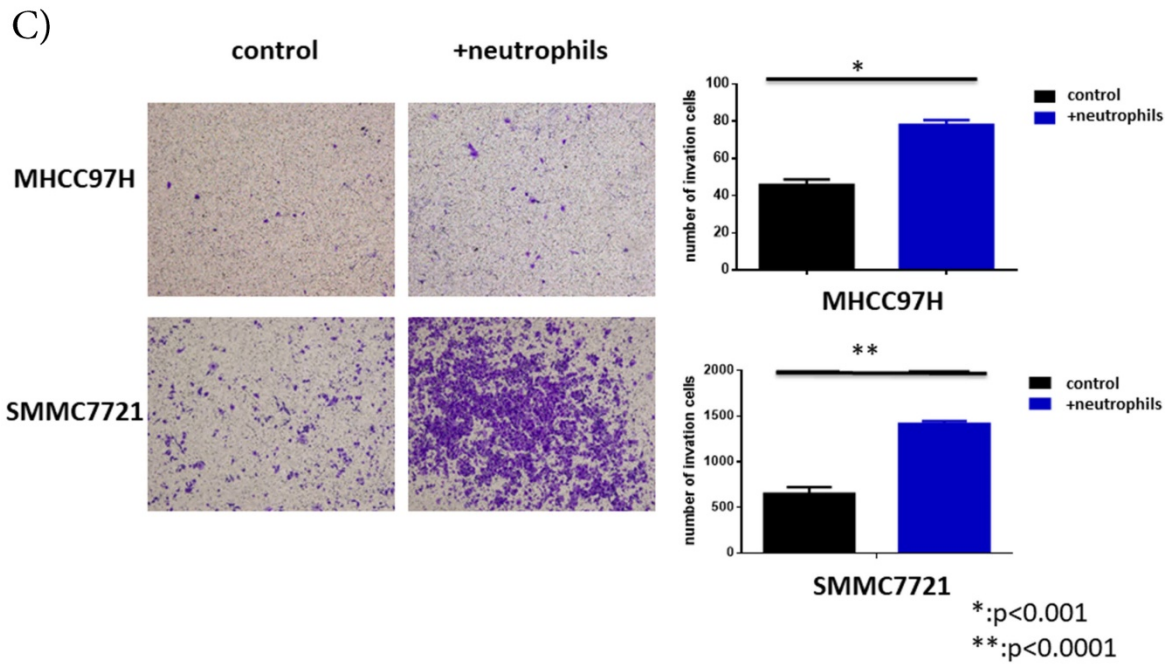 C)
control
+neutrophils
MHCC97H
SMMC7721
*
number of invation cells
100
80
60
40
20
0
MHCC97H
control
+neutrophils
**
number of invation cells
2000
1500
1000
500
0
SMMC7721
control
+neutrophils
*:p<0.001
**:p<0.0001